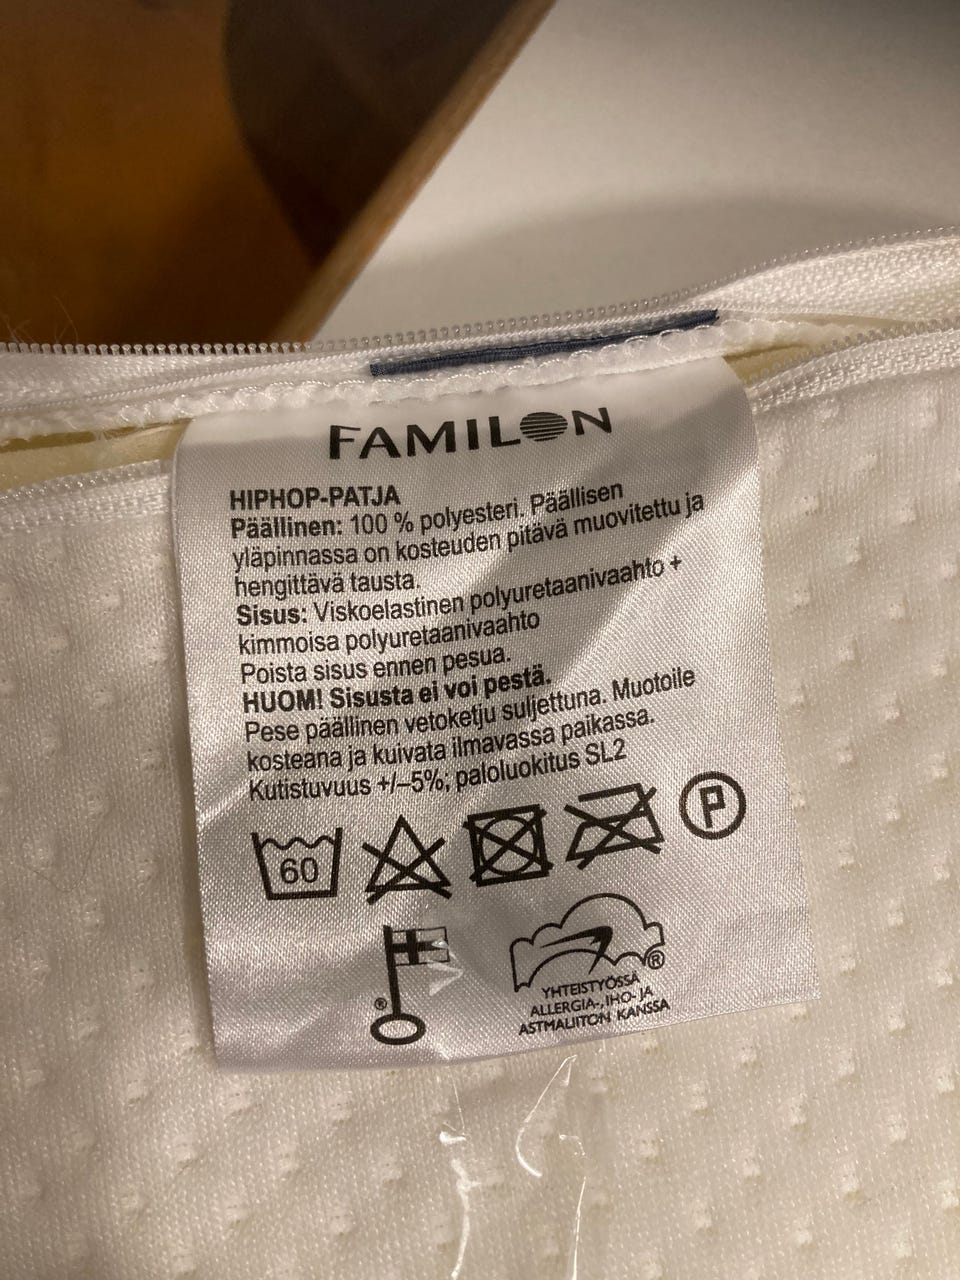 FAMILON
HIPHOP-PATJA
Päällinen: 100 % polyesteri. Päällisen
yläpinnassa on kosteuden pitävä muovitettu ja
hengittävä tausta.
Sisus: Viskoelastinen polyuretaanivaahto +
kimmoisa polyuretaanivaahto
Poista sisus ennen pesua.
HUOM! Sisusta ei voi pestä.
Pese päällinen vetoketju suljettuna. Muotoile
kosteana ja kuivata ilmavassa paikassa.
Kutistuvuus +/–5%; paloluokitus SL2
60 P
® ®
YHTEISTYÖSSÄ
ALLERGIA-, IHO- JA
ASTMALIITON KANSSA